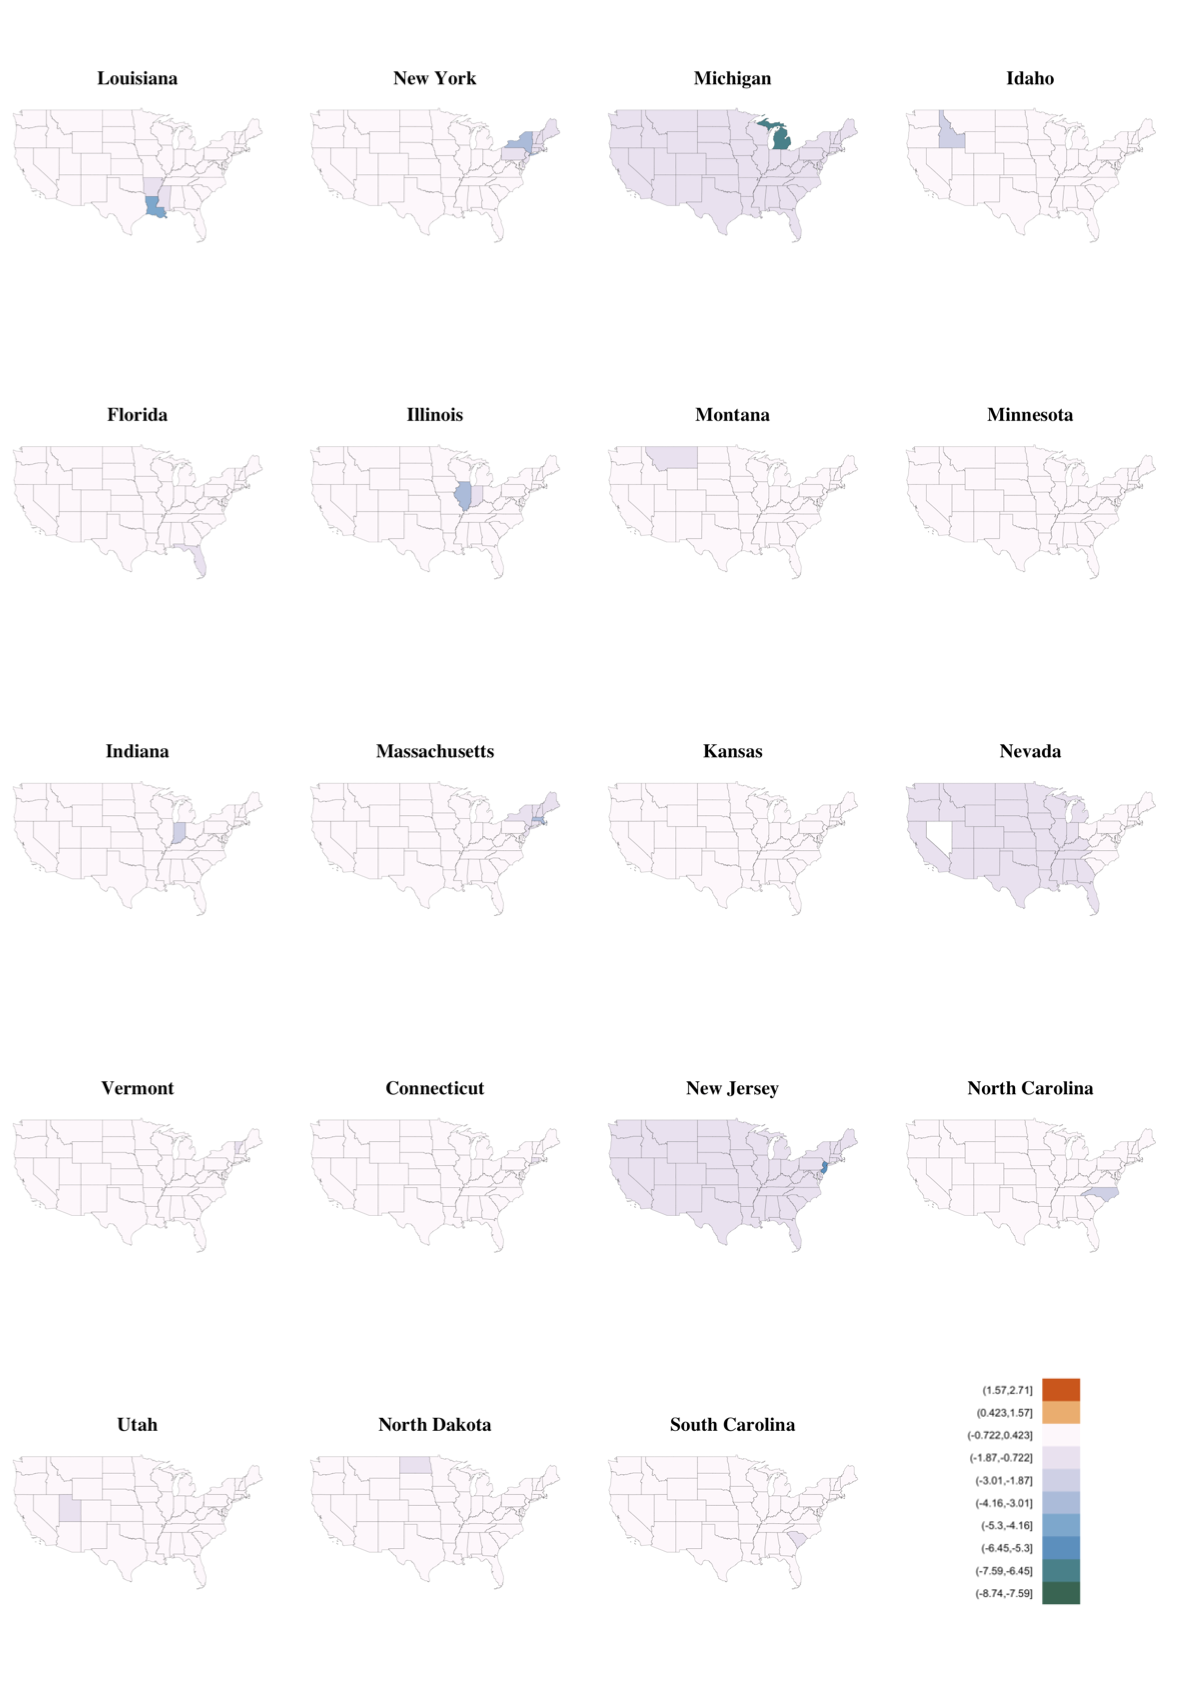 Louisiana
New York
Michigan
Idaho
Florida
Illinois
Montana
Minnesota
Indiana
Massachusetts
Kansas
Nevada
Vermont
Connecticut
New Jersey
North Carolina
Utah
North Dakota
South Carolina
(1.57,2.71]
(0.423,1.57]
(-0.722,0.423]
(-1.87,-0.722]
(-3.01,-1.87]
(-4.16,-3.01]
(-5.3,-4.16]
(-6.45,-5.3]
(-7.59,-6.45]
(-8.74,-7.59]